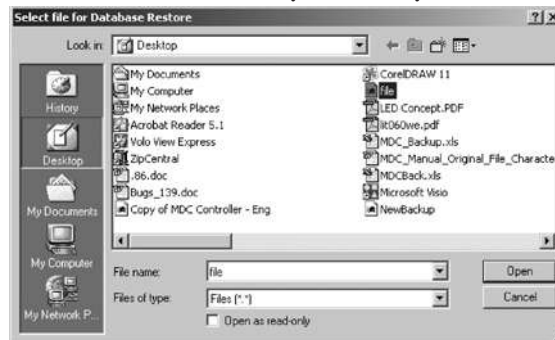 Select file for Database Restore
Look in:
Desktop
History
Desktop
My Documents
My Computer
My Network P...
My Documents
My Computer
My Network Places
Acrobat Reader 5.1
Volo View Express
ZipCentral
.86.doc
Bugs_139.doc
Copy of MDC Controller - Eng
CorelDRAW 11
file
LED Concept.PDF
lit060we.pdf
MDC_Backup.xls
MDC_Manual_Original_File_Characte
MDCBack.xls
Microsoft Visio
NewBackup
File name:
file
Open
Files of type:
Files (*.*)
Cancel
Open as read-only